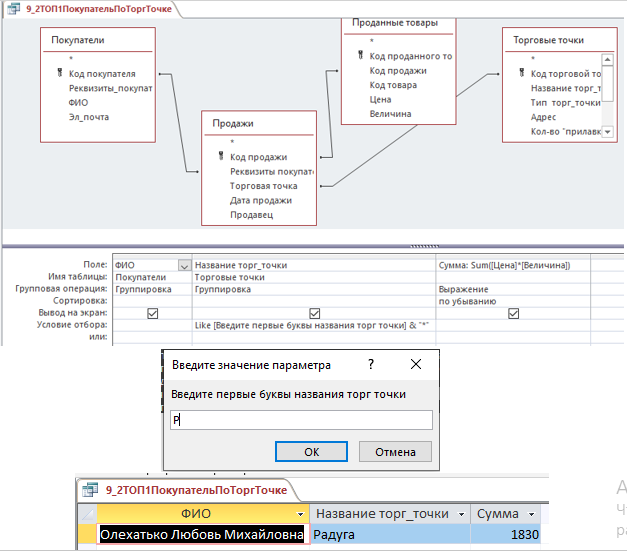 9_2ТОП1ПокупательПоТоргТочке
Покупатели
*
Код покупателя
Реквизиты_покупат
ФИО
Эл_почта
Продажи
*
Код продажи
Реквизиты покупат
Торговая точка
Дата продажи
Продавец
Проданные товары
*
Код проданного то
Код продажи
Код товара
Цена
Величина
Торговые точки
*
Код торговой то
Название торг_т
Тип торг_точки
Адрес
Кол-во "прилавк
Поле: ФИО Название торг_точки Сумма: Sum([Цена]*[Величина])
Имя таблицы: Покупатели Торговые точки
Групповая операция: Группировка Группировка Выражение
Сортировка: по убыванию
Вывод на экран:
Условие отбора: Like [Введите первые буквы названия торг точки] & "*"
или:
Введите значение параметра ? ×
Введите первые буквы названия торг точки
Р
ОК Отмена
9_2ТОП1ПокупательПоТоргТочке
ФИО Название торг_точки Сумма
Олехатько Любовь Михайловна Радуга 1830